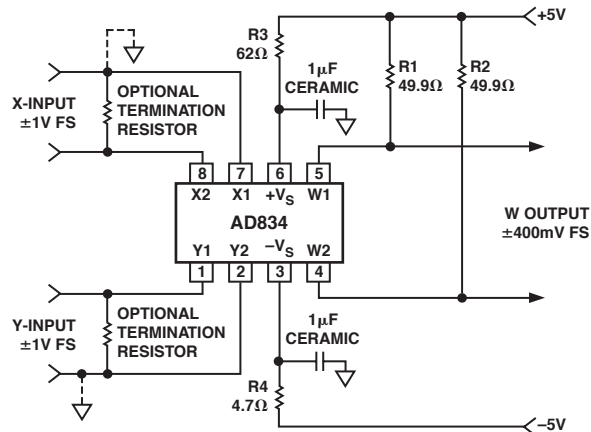 +5V
R3
62Ω
1μF
CERAMIC
R1
49.9Ω
R2
49.9Ω
X-INPUT
±1V FS
OPTIONAL
TERMINATION
RESISTOR
8
7
6
5
X2
X1
+VS
W1
AD834
Y1
Y2
–VS
W2
1
2
3
4
W OUTPUT
±400mV FS
Y-INPUT
±1V FS
OPTIONAL
TERMINATION
RESISTOR
1μF
CERAMIC
R4
4.7Ω
–5V